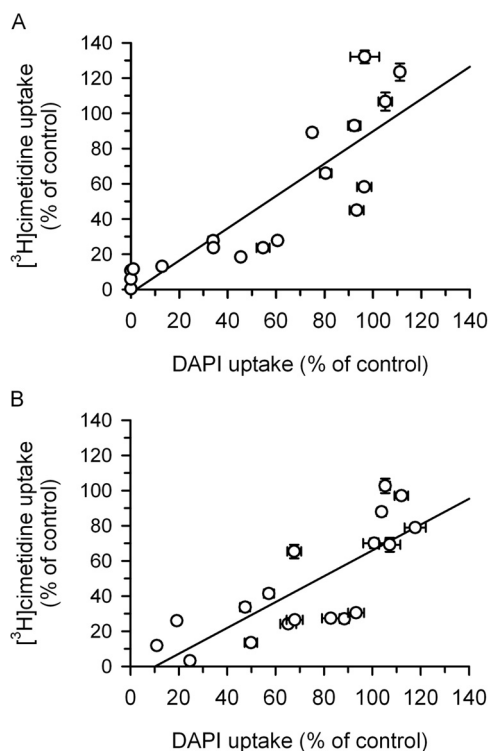 A
140
120
100
80
60
40
20
0
[³H]cimetidine uptake
(% of control)
0 20 40 60 80 100 120 140
DAPI uptake (% of control)
B
140
120
100
80
60
40
20
0
[³H]cimetidine uptake
(% of control)
0 20 40 60 80 100 120 140
DAPI uptake (% of control)